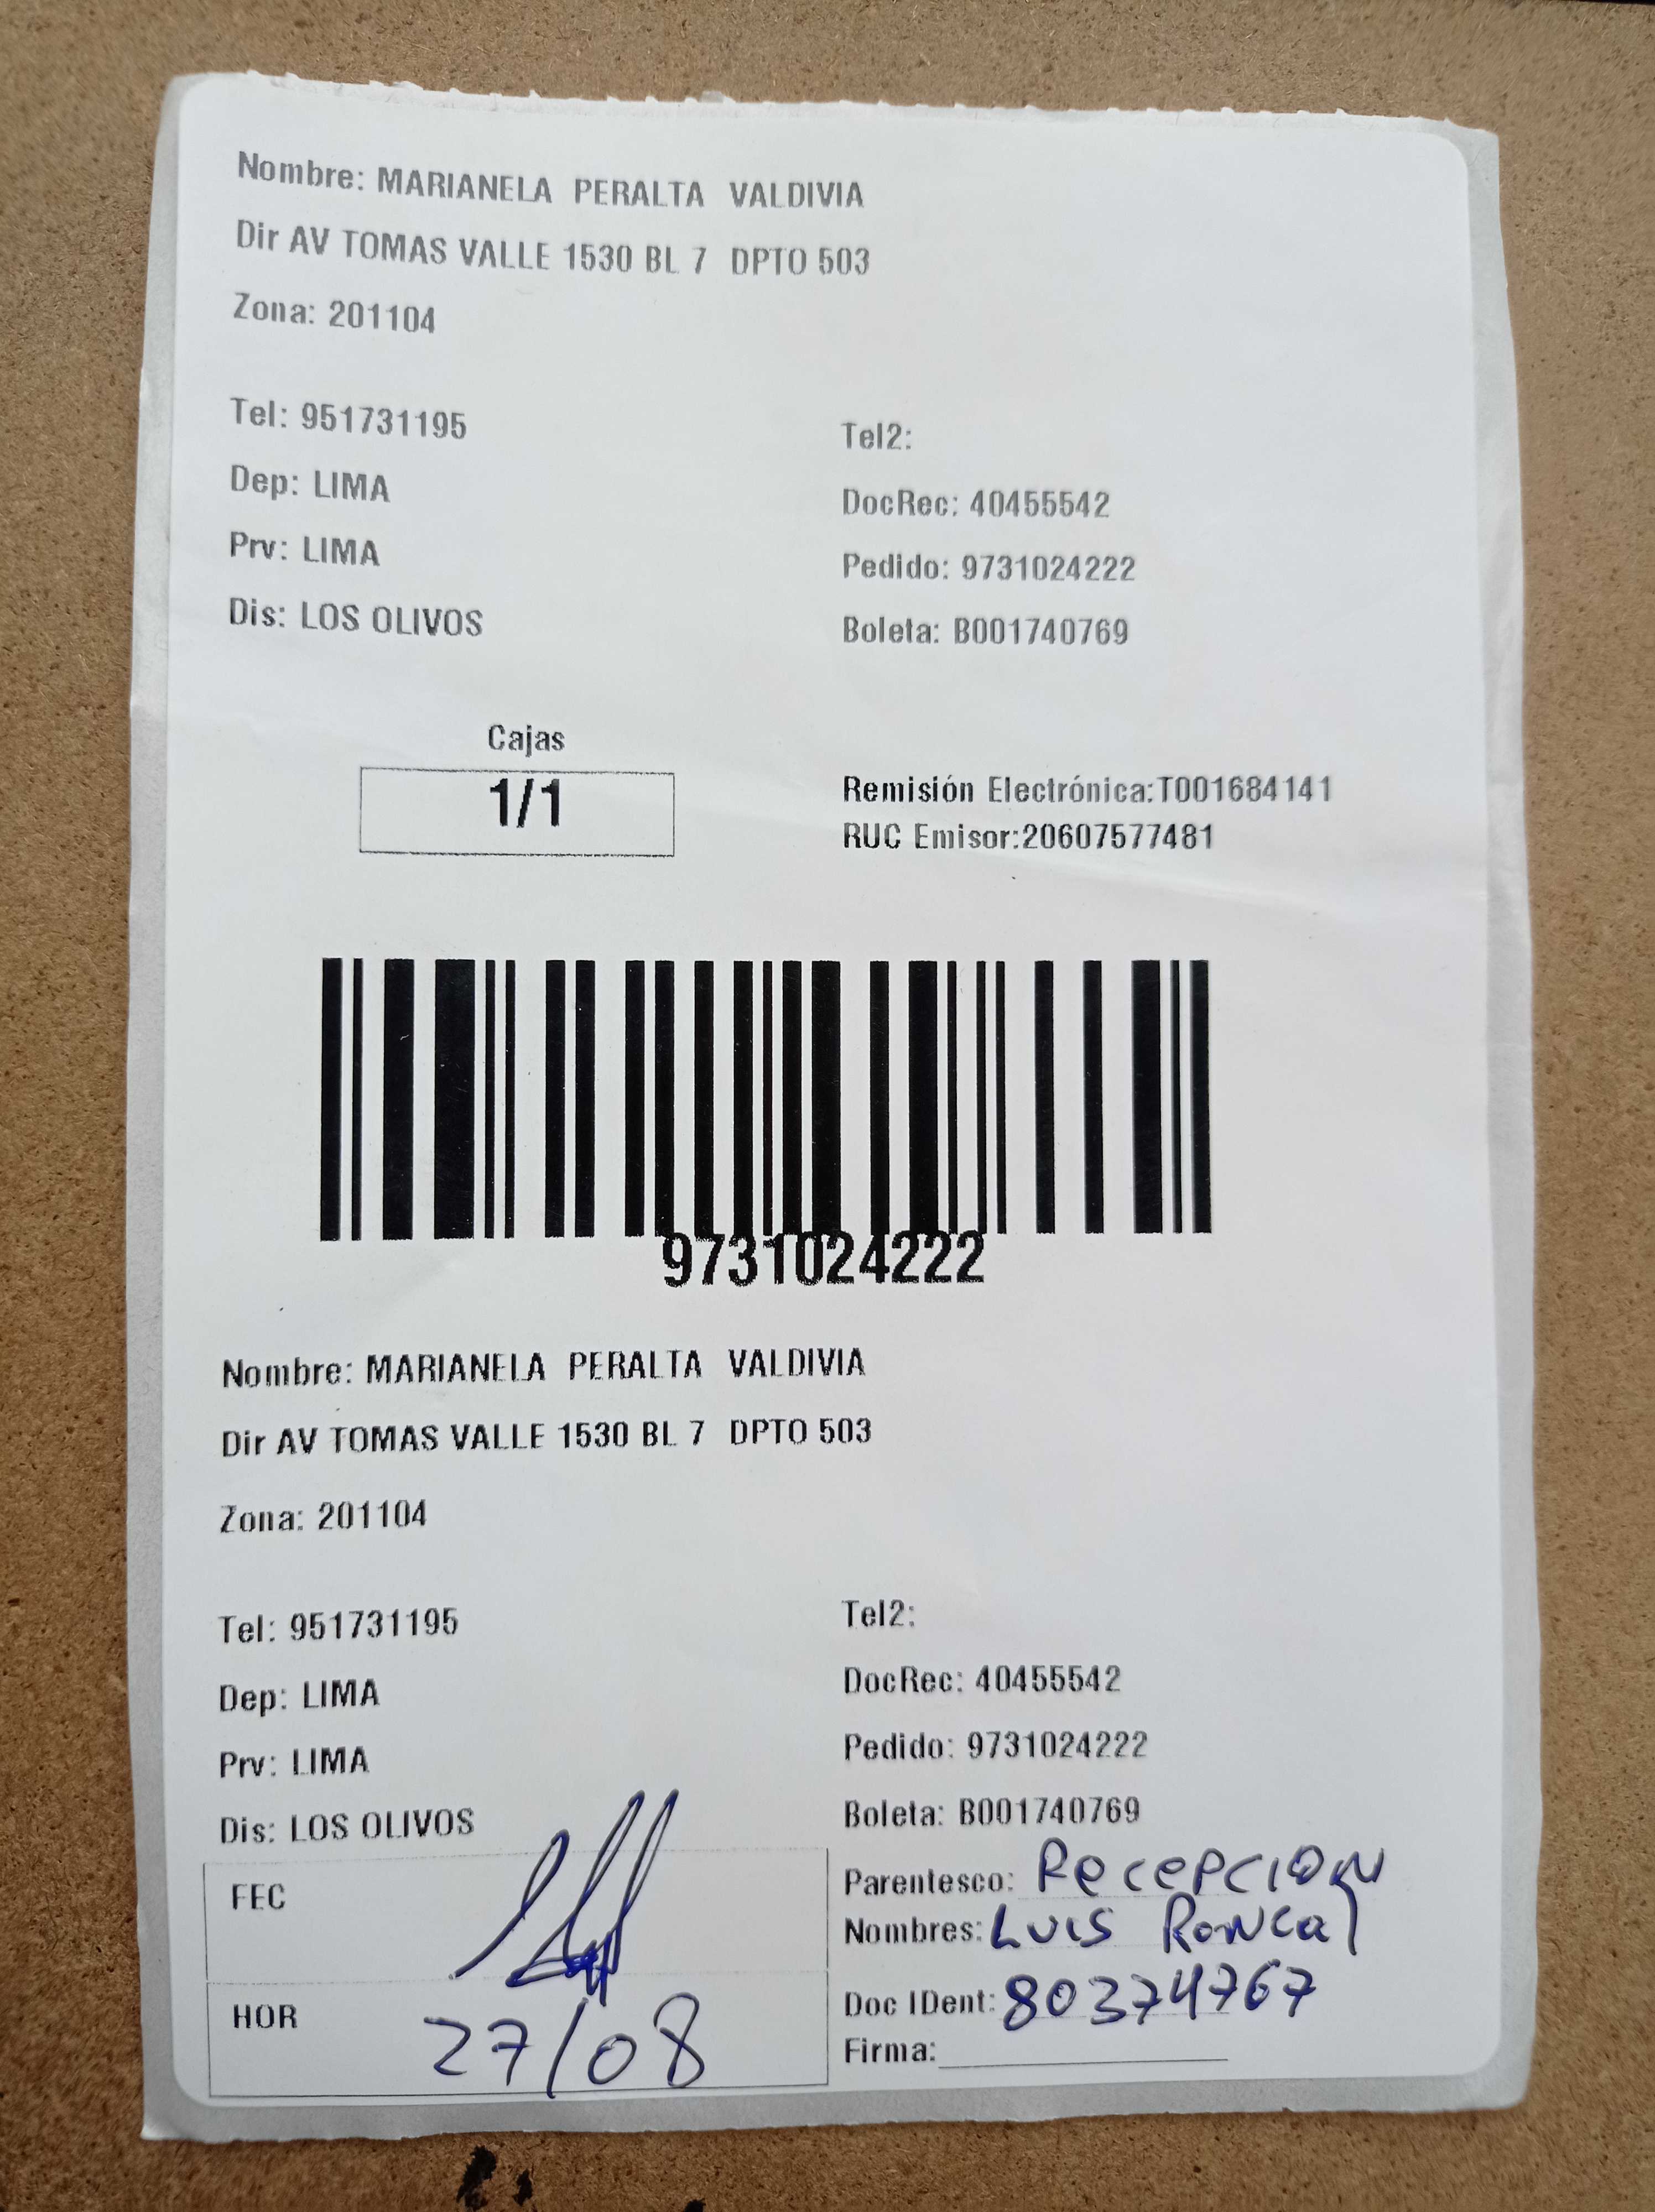 Nombre: MARIANELA PERALTA VALDIVIA
Dir AV TOMAS VALLE 1530 BL 7 DPTO 503
Zona: 201104
Tel: 951731195
Tel2:
Dep: LIMA
DocRec: 40455542
Prv: LIMA
Pedido: 9731024222
Dis: LOS OLIVOS
Boleta: B001740769
Cajas
1/1
Remisión Electrónica:T001684141
RUC Emisor:20607577481
9731024222
Nombre: MARIANELA PERALTA VALDIVIA
Dir AV TOMAS VALLE 1530 BL 7 DPTO 503
Zona: 201104
Tel: 951731195
Tel2:
Dep: LIMA
DocRec: 40455542
Prv: LIMA
Pedido: 9731024222
Dis: LOS OLIVOS
Boleta: B001740769
FEC
Parentesco: RECEPCION
Nombres: LUIS RONCAL
HOR
27/08
Doc IDent: 80374767
Firma: